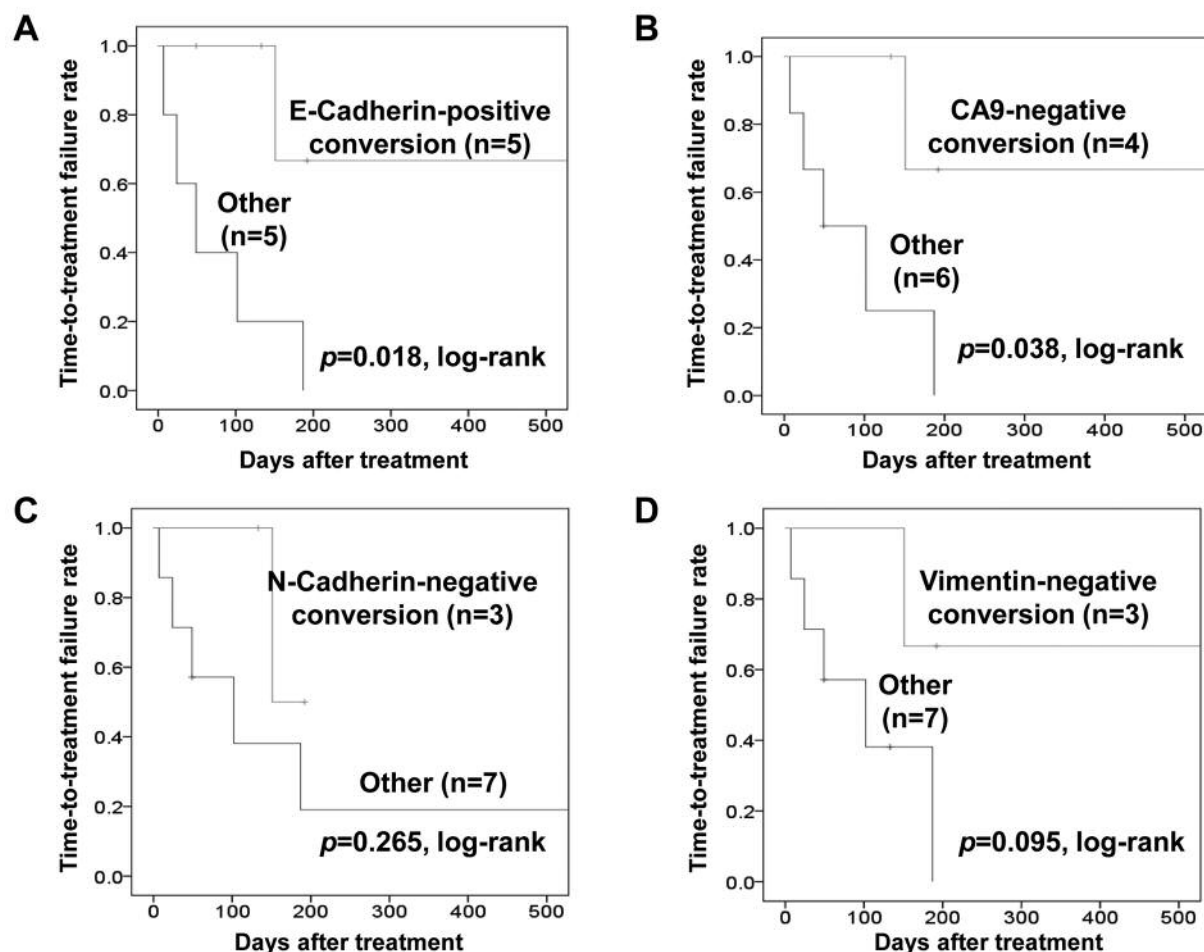 A
Time-to-treatment failure rate
1.0
0.8
0.6
0.4
0.2
0.0
E-Cadherin-positive
conversion (n=5)
Other
(n=5)
p=0.018, log-rank
0 100 200 300 400 500
Days after treatment
B
Time-to-treatment failure rate
1.0
0.8
0.6
0.4
0.2
0.0
CA9-negative
conversion (n=4)
Other
(n=6)
p=0.038, log-rank
0 100 200 300 400 500
Days after treatment
C
Time-to-treatment failure rate
1.0
0.8
0.6
0.4
0.2
0.0
N-Cadherin-negative
conversion (n=3)
Other (n=7)
p=0.265, log-rank
0 100 200 300 400 500
Days after treatment
D
Time-to-treatment failure rate
1.0
0.8
0.6
0.4
0.2
0.0
Vimentin-negative
conversion (n=3)
Other
(n=7)
p=0.095, log-rank
0 100 200 300 400 500
Days after treatment